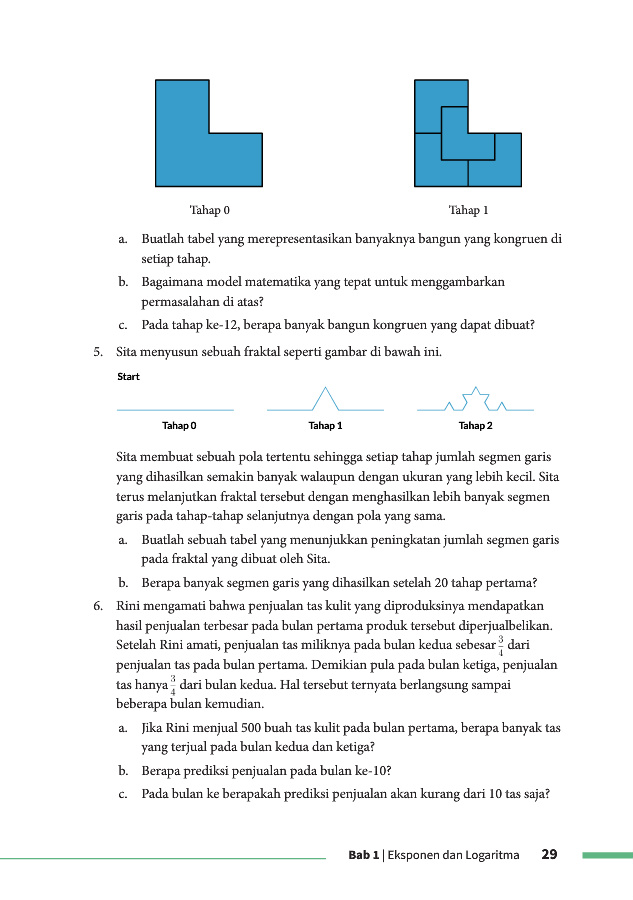 Tahap 0
Tahap 1
a. Buatlah tabel yang merepresentasikan banyaknya bangun yang kongruen di
setiap tahap.
b. Bagaimana model matematika yang tepat untuk menggambarkan
permasalahan di atas?
c. Pada tahap ke-12, berapa banyak bangun kongruen yang dapat dibuat?
5. Sita menyusun sebuah fraktal seperti gambar di bawah ini.
Start
Tahap 0
Tahap 1
Tahap 2
Sita membuat sebuah pola tertentu sehingga setiap tahap jumlah segmen garis
yang dihasilkan semakin banyak walaupun dengan ukuran yang lebih kecil. Sita
terus melanjutkan fraktal tersebut dengan menghasilkan lebih banyak segmen
garis pada tahap-tahap selanjutnya dengan pola yang sama.
a. Buatlah sebuah tabel yang menunjukkan peningkatan jumlah segmen garis
pada fraktal yang dibuat oleh Sita.
b. Berapa banyak segmen garis yang dihasilkan setelah 20 tahap pertama?
6. Rini mengamati bahwa penjualan tas kulit yang diproduksinya mendapatkan
hasil penjualan terbesar pada bulan pertama produk tersebut diperjualbelikan.
Setelah Rini amati, penjualan tas miliknya pada bulan kedua sebesar 3/4 dari
penjualan tas pada bulan pertama. Demikian pula pada bulan ketiga, penjualan
tas hanya 3/4 dari bulan kedua. Hal tersebut ternyata berlangsung sampai
beberapa bulan kemudian.
a. Jika Rini menjual 500 buah tas kulit pada bulan pertama, berapa banyak tas
yang terjual pada bulan kedua dan ketiga?
b. Berapa prediksi penjualan pada bulan ke-10?
c. Pada bulan ke berapakah prediksi penjualan akan kurang dari 10 tas saja?
Bab 1 | Eksponen dan Logaritma 29